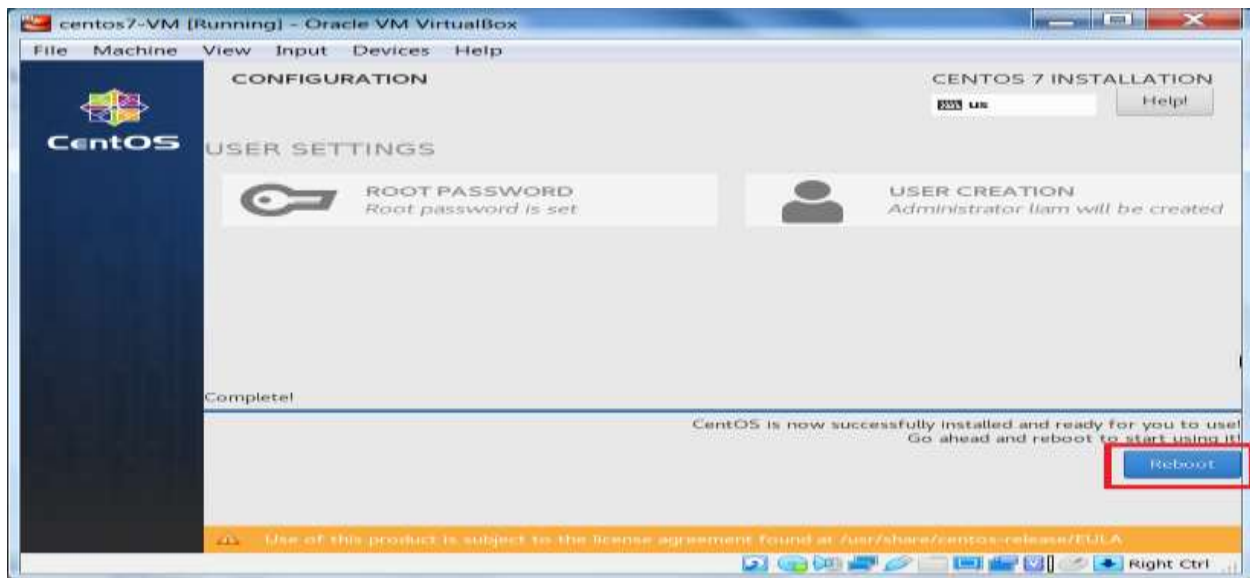 centos7-VM [Running] - Oracle VM VirtualBox
File Machine View Input Devices Help
CONFIGURATION
CENTOS 7 INSTALLATION
us
Help!
CentOS
USER SETTINGS
ROOT PASSWORD
Root password is set
USER CREATION
Administrator liam will be created
Complete!
CentOS is now successfully installed and ready for you to use!
Go ahead and reboot to start using it!
Reboot
Use of this product is subject to the license agreement found at /usr/share/centos-release/EULA
Right Ctrl